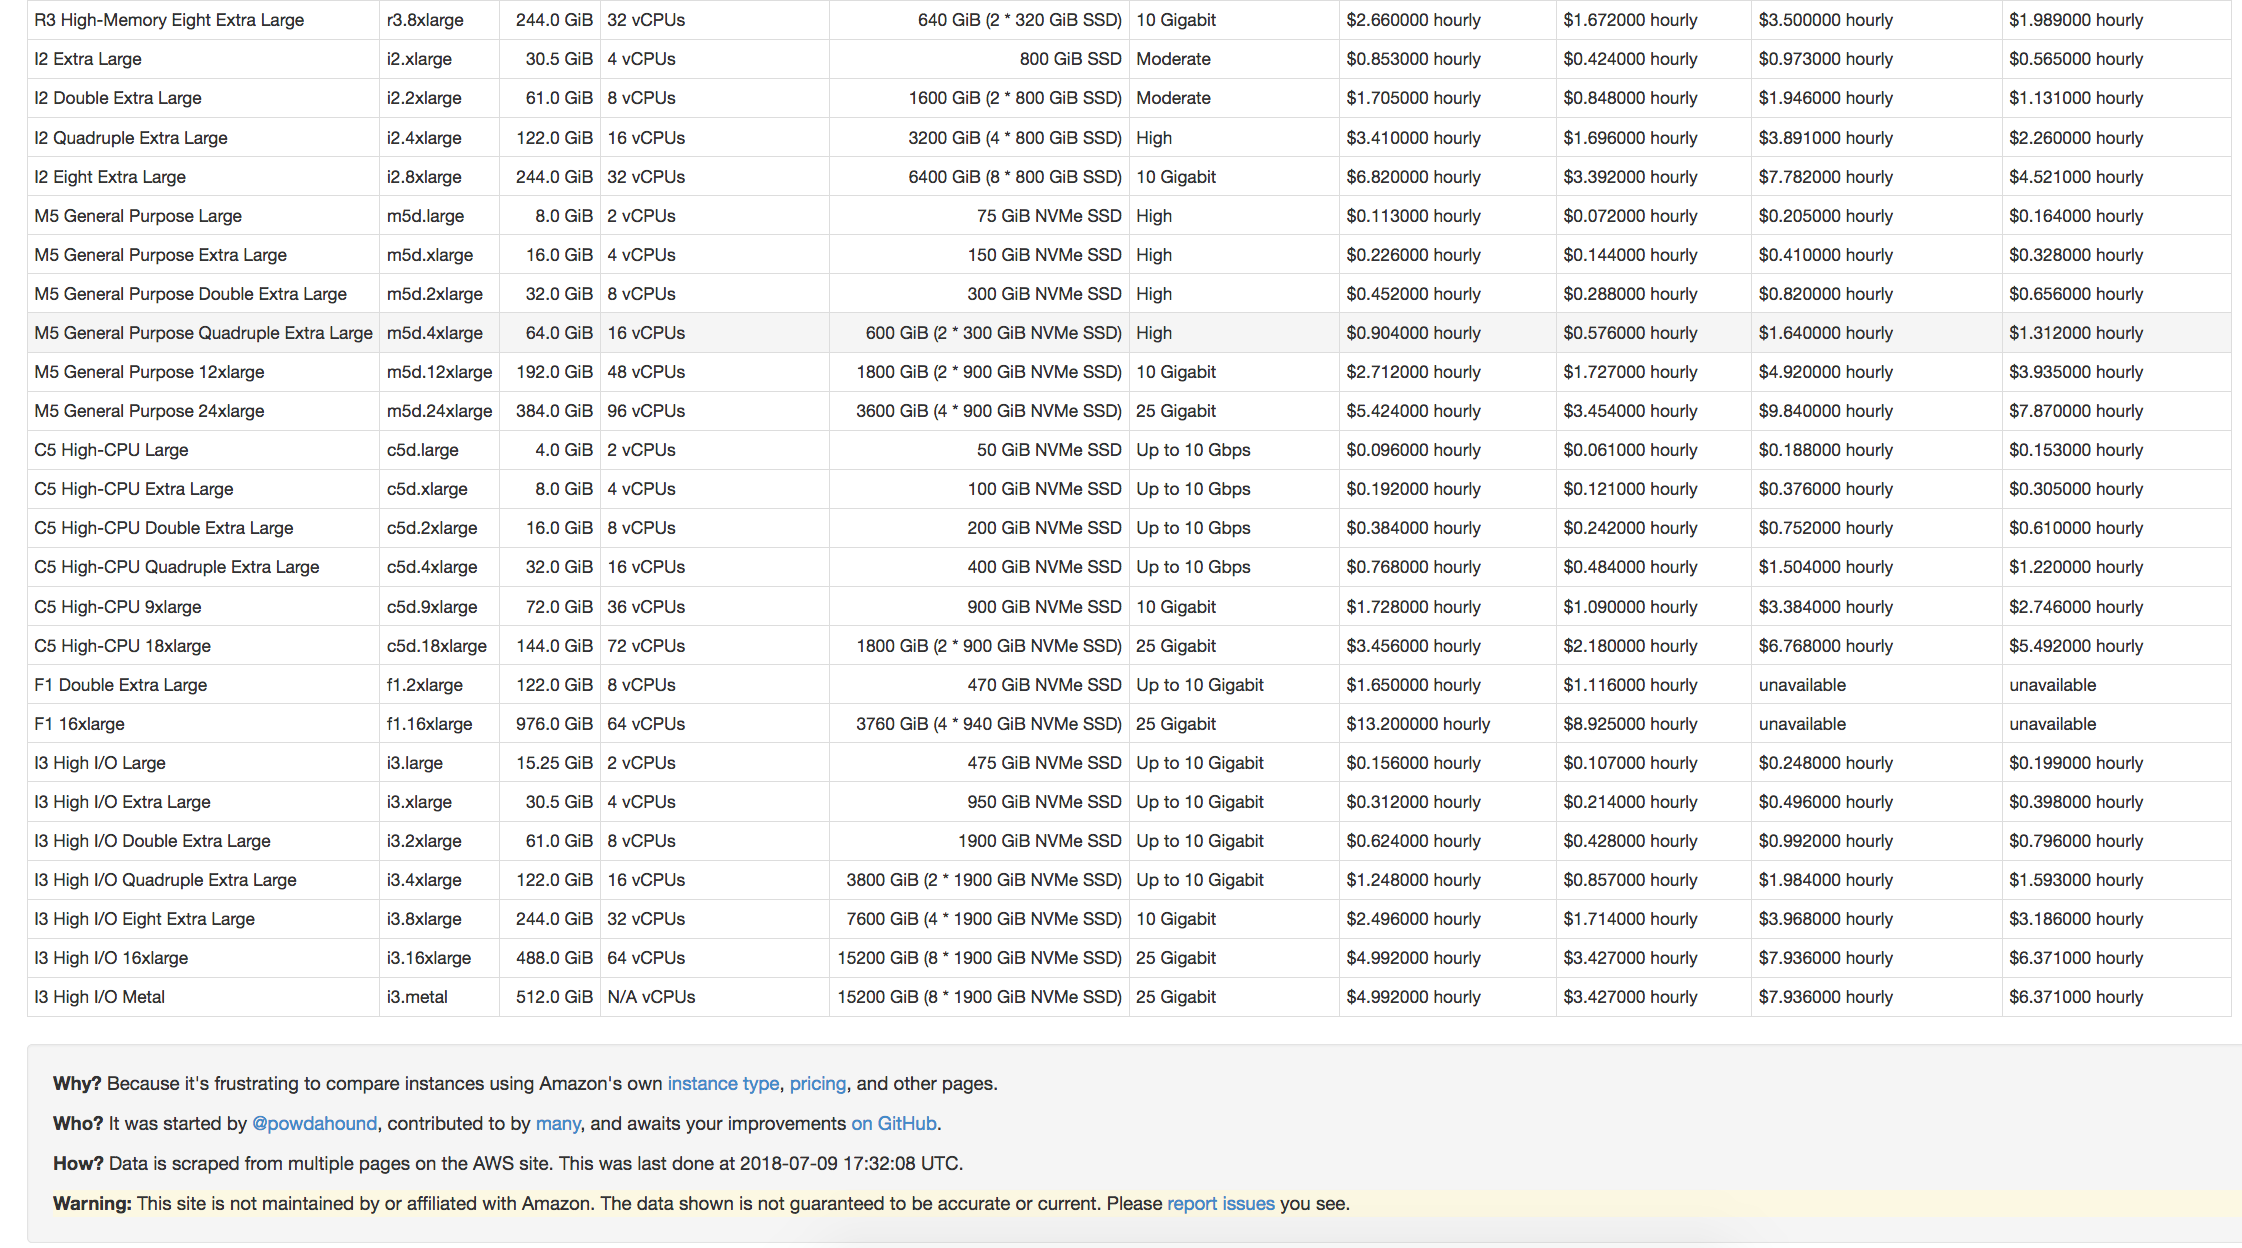 R3 High-Memory Eight Extra Large r3.8xlarge 244.0 GiB 32 vCPUs 640 GiB (2 * 320 GiB SSD) 10 Gigabit $2.660000 hourly $1.672000 hourly $3.500000 hourly $1.989000 hourly
I2 Extra Large i2.xlarge 30.5 GiB 4 vCPUs 800 GiB SSD Moderate $0.853000 hourly $0.424000 hourly $0.973000 hourly $0.565000 hourly
I2 Double Extra Large i2.2xlarge 61.0 GiB 8 vCPUs 1600 GiB (2 * 800 GiB SSD) Moderate $1.705000 hourly $0.848000 hourly $1.946000 hourly $1.131000 hourly
I2 Quadruple Extra Large i2.4xlarge 122.0 GiB 16 vCPUs 3200 GiB (4 * 800 GiB SSD) High $3.410000 hourly $1.696000 hourly $3.891000 hourly $2.260000 hourly
I2 Eight Extra Large i2.8xlarge 244.0 GiB 32 vCPUs 6400 GiB (8 * 800 GiB SSD) 10 Gigabit $6.820000 hourly $3.392000 hourly $7.782000 hourly $4.521000 hourly
M5 General Purpose Large m5d.large 8.0 GiB 2 vCPUs 75 GiB NVMe SSD High $0.113000 hourly $0.072000 hourly $0.205000 hourly $0.164000 hourly
M5 General Purpose Extra Large m5d.xlarge 16.0 GiB 4 vCPUs 150 GiB NVMe SSD High $0.226000 hourly $0.144000 hourly $0.410000 hourly $0.328000 hourly
M5 General Purpose Double Extra Large m5d.2xlarge 32.0 GiB 8 vCPUs 300 GiB NVMe SSD High $0.452000 hourly $0.288000 hourly $0.820000 hourly $0.656000 hourly
M5 General Purpose Quadruple Extra Large m5d.4xlarge 64.0 GiB 16 vCPUs 600 GiB (2 * 300 GiB NVMe SSD) High $0.904000 hourly $0.576000 hourly $1.640000 hourly $1.312000 hourly
M5 General Purpose 12xlarge m5d.12xlarge 192.0 GiB 48 vCPUs 1800 GiB (2 * 900 GiB NVMe SSD) 10 Gigabit $2.712000 hourly $1.727000 hourly $4.920000 hourly $3.935000 hourly
M5 General Purpose 24xlarge m5d.24xlarge 384.0 GiB 96 vCPUs 3600 GiB (4 * 900 GiB NVMe SSD) 25 Gigabit $5.424000 hourly $3.454000 hourly $9.840000 hourly $7.870000 hourly
C5 High-CPU Large c5d.large 4.0 GiB 2 vCPUs 50 GiB NVMe SSD Up to 10 Gbps $0.096000 hourly $0.061000 hourly $0.188000 hourly $0.153000 hourly
C5 High-CPU Extra Large c5d.xlarge 8.0 GiB 4 vCPUs 100 GiB NVMe SSD Up to 10 Gbps $0.192000 hourly $0.121000 hourly $0.376000 hourly $0.305000 hourly
C5 High-CPU Double Extra Large c5d.2xlarge 16.0 GiB 8 vCPUs 200 GiB NVMe SSD Up to 10 Gbps $0.384000 hourly $0.242000 hourly $0.752000 hourly $0.610000 hourly
C5 High-CPU Quadruple Extra Large c5d.4xlarge 32.0 GiB 16 vCPUs 400 GiB NVMe SSD Up to 10 Gbps $0.768000 hourly $0.484000 hourly $1.504000 hourly $1.220000 hourly
C5 High-CPU 9xlarge c5d.9xlarge 72.0 GiB 36 vCPUs 900 GiB NVMe SSD 10 Gigabit $1.728000 hourly $1.090000 hourly $3.384000 hourly $2.746000 hourly
C5 High-CPU 18xlarge c5d.18xlarge 144.0 GiB 72 vCPUs 1800 GiB (2 * 900 GiB NVMe SSD) 25 Gigabit $3.456000 hourly $2.180000 hourly $6.768000 hourly $5.492000 hourly
F1 Double Extra Large f1.2xlarge 122.0 GiB 8 vCPUs 470 GiB NVMe SSD Up to 10 Gigabit $1.650000 hourly $1.116000 hourly unavailable unavailable
F1 16xlarge f1.16xlarge 976.0 GiB 64 vCPUs 3760 GiB (4 * 940 GiB NVMe SSD) 25 Gigabit $13.200000 hourly $8.925000 hourly unavailable unavailable
I3 High I/O Large i3.large 15.25 GiB 2 vCPUs 475 GiB NVMe SSD Up to 10 Gigabit $0.156000 hourly $0.107000 hourly $0.248000 hourly $0.199000 hourly
I3 High I/O Extra Large i3.xlarge 30.5 GiB 4 vCPUs 950 GiB NVMe SSD Up to 10 Gigabit $0.312000 hourly $0.214000 hourly $0.496000 hourly $0.398000 hourly
I3 High I/O Double Extra Large i3.2xlarge 61.0 GiB 8 vCPUs 1900 GiB NVMe SSD Up to 10 Gigabit $0.624000 hourly $0.428000 hourly $0.992000 hourly $0.796000 hourly
I3 High I/O Quadruple Extra Large i3.4xlarge 122.0 GiB 16 vCPUs 3800 GiB (2 * 1900 GiB NVMe SSD) Up to 10 Gigabit $1.248000 hourly $0.857000 hourly $1.984000 hourly $1.593000 hourly
I3 High I/O Eight Extra Large i3.8xlarge 244.0 GiB 32 vCPUs 7600 GiB (4 * 1900 GiB NVMe SSD) 10 Gigabit $2.496000 hourly $1.714000 hourly $3.968000 hourly $3.186000 hourly
I3 High I/O 16xlarge i3.16xlarge 488.0 GiB 64 vCPUs 15200 GiB (8 * 1900 GiB NVMe SSD) 25 Gigabit $4.992000 hourly $3.427000 hourly $7.936000 hourly $6.371000 hourly
I3 High I/O Metal i3.metal 512.0 GiB N/A vCPUs 15200 GiB (8 * 1900 GiB NVMe SSD) 25 Gigabit $4.992000 hourly $3.427000 hourly $7.936000 hourly $6.371000 hourly
Why? Because it's frustrating to compare instances using Amazon's own instance type, pricing, and other pages.
Who? It was started by @powdahound, contributed to by many, and awaits your improvements on GitHub.
How? Data is scraped from multiple pages on the AWS site. This was last done at 2018-07-09 17:32:08 UTC.
Warning: This site is not maintained by or affiliated with Amazon. The data shown is not guaranteed to be accurate or current. Please report issues you see.